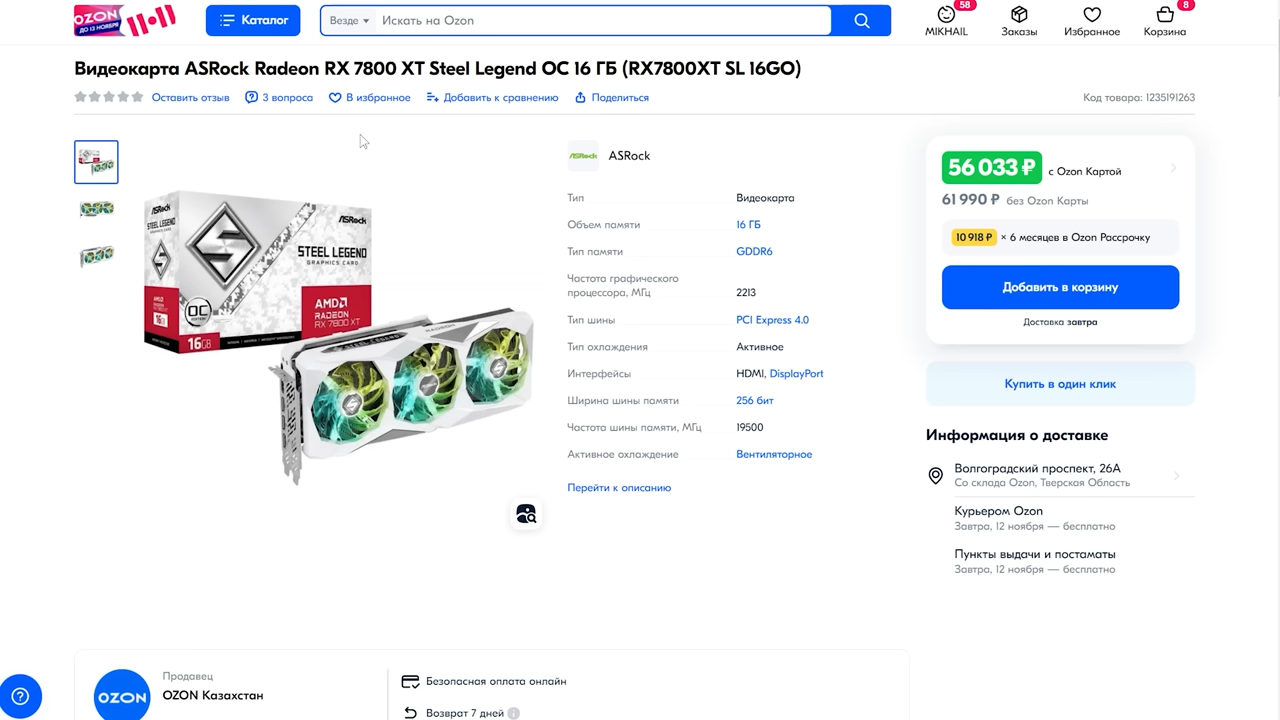 OZON
ДО 13 НОЯБРЯ
11•11
Каталог
Везде
Искать на Ozon
58
MIKHAIL
Заказы
Избранное
8
Корзина
Видеокарта ASRock Radeon RX 7800 XT Steel Legend OC 16 ГБ (RX7800XT SL 16GO)
Оставить отзыв
3 вопроса
В избранное
Добавить к сравнению
Поделиться
Код товара: 1235191263
ASRock
STEEL LEGEND
ASRock
STEEL LEGEND
GRAPHICS CARD
OC
EDITION
AMD
RADEON
RX 7800 XT
16GB
ASRock
ASRock
Тип Видеокарта
Объем памяти 16 ГБ
Тип памяти GDDR6
Частота графического
процессора, МГц 2213
Тип шины PCI Express 4.0
Тип охлаждения Активное
Интерфейсы HDMI, DisplayPort
Ширина шины памяти 256 бит
Частота шины памяти, МГц 19500
Активное охлаждение Вентиляторное
Перейти к описанию
56 033 ₽ с Ozon Картой
61 990 ₽ без Ozon Карты
10 918 ₽ × 6 месяцев в Ozon Рассрочку
Добавить в корзину
Доставка завтра
Купить в один клик
Информация о доставке
Волгоградский проспект, 26А
Со склада Ozon, Тверская Область
Курьером Ozon
Завтра, 12 ноября — бесплатно
Пункты выдачи и постаматы
Завтра, 12 ноября — бесплатно
OZON
Продавец
OZON Казахстан
Безопасная оплата онлайн
Возврат 7 дней